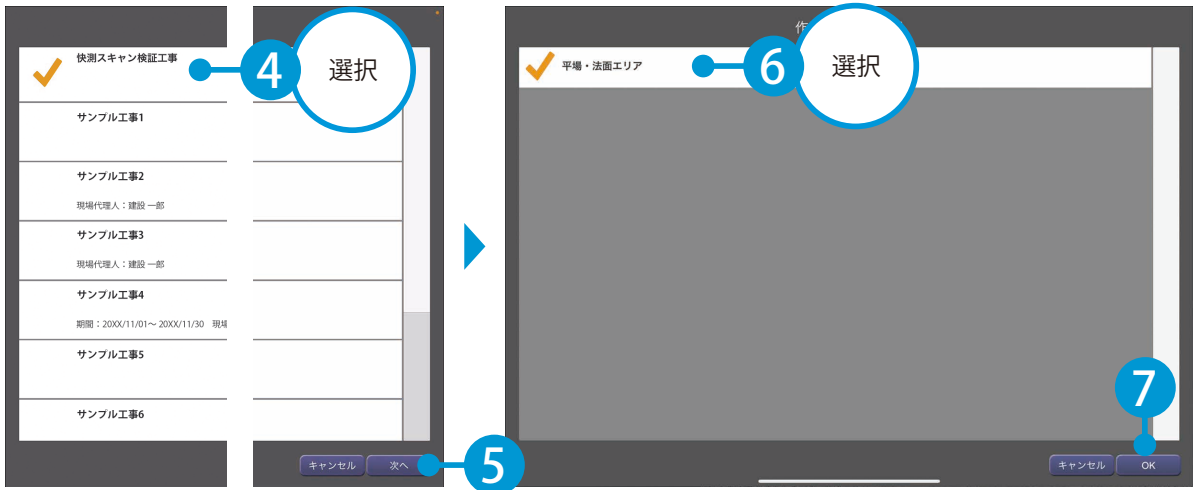 快測スキャン検証工事
4 選択
サンプル工事1
サンプル工事2
現場代理人：建設 一郎
サンプル工事3
現場代理人：建設 一郎
サンプル工事4
期間：20XX/11/01～ 20XX/11/30 現場
サンプル工事5
サンプル工事6
キャンセル 次へ 5
作
平場・法面エリア
6 選択
7
キャンセル OK